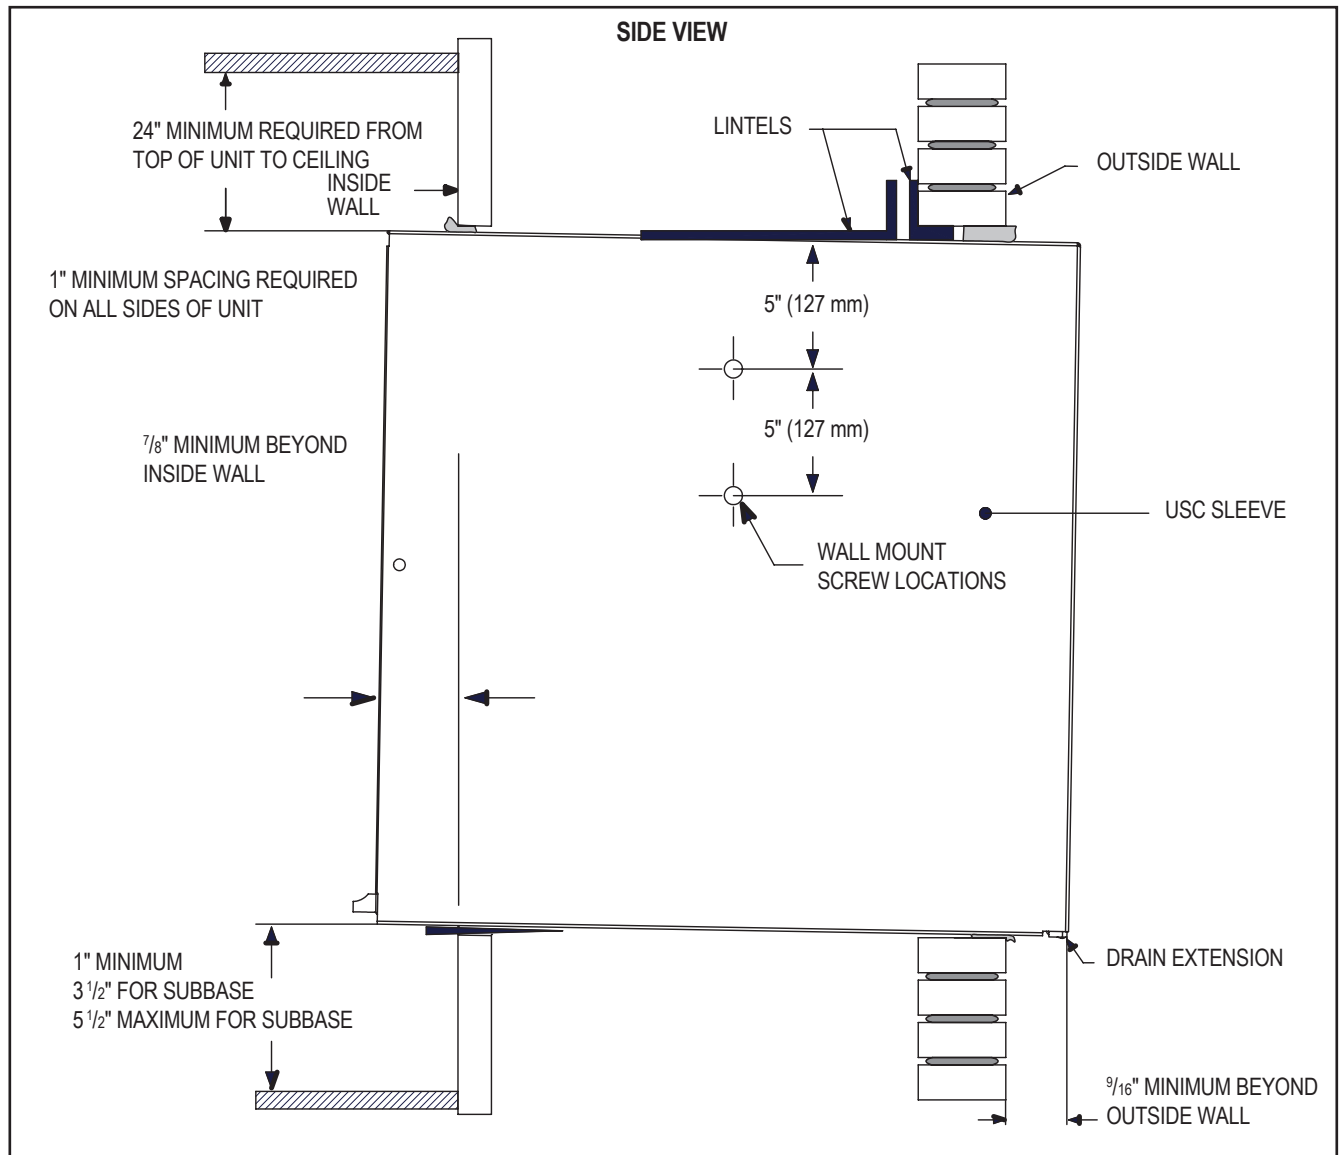 SIDE VIEW
24" MINIMUM REQUIRED FROM
TOP OF UNIT TO CEILING
INSIDE
WALL
LINTELS
OUTSIDE WALL
1" MINIMUM SPACING REQUIRED
ON ALL SIDES OF UNIT
5" (127 mm)
5" (127 mm)
7/8" MINIMUM BEYOND
INSIDE WALL
USC SLEEVE
WALL MOUNT
SCREW LOCATIONS
1" MINIMUM
3 1/2" FOR SUBBASE
5 1/2" MAXIMUM FOR SUBBASE
DRAIN EXTENSION
9/16" MINIMUM BEYOND
OUTSIDE WALL